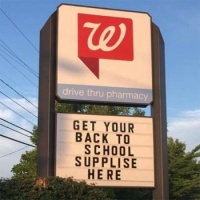 W
drive thru pharmacy
GET YOUR
BACK TO
SCHOOL
SUPPLISE
HERE